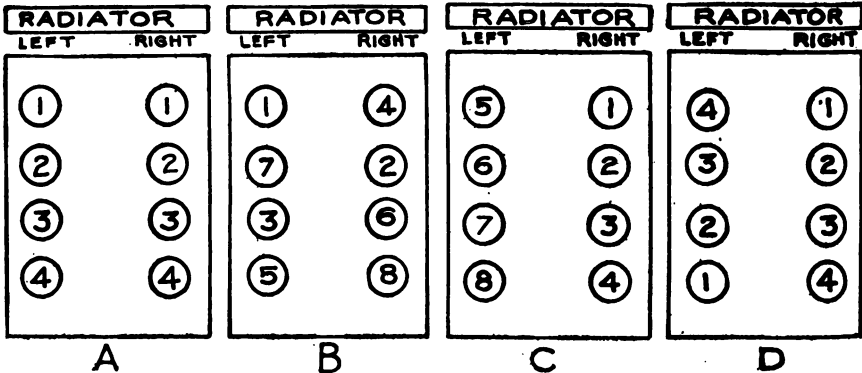 RADIATOR RADIATOR RADIATOR RADIATOR
LEFT RIGHT LEFT RIGHT LEFT RIGHT LEFT RIGHT
1 1 1 4 5 1 4 1
2 2 7 2 6 2 3 2
3 3 3 6 7 3 2 3
4 4 5 8 8 4 1 4
A B C D